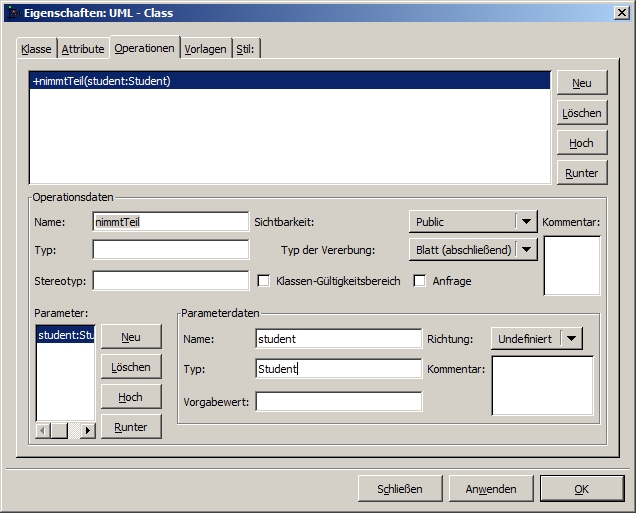 Eigenschaften: UML - Class
Klasse Attribute Operationen Vorlagen Stil:
+nimmtTeil(student:Student)
Neu
Löschen
Hoch
Runter
Operationsdaten
Name: nimmtTeil Sichtbarkeit: Public Kommentar:
Typ: Typ der Vererbung: Blatt (abschließend)
Stereotyp: Klassen-Gültigkeitsbereich Anfrage
Parameter: Parameterdaten
student:Stu Neu Name: student Richtung: Undefiniert
Löschen Typ: Student Kommentar:
Hoch Vorgabewert:
Runter
Schließen Anwenden OK